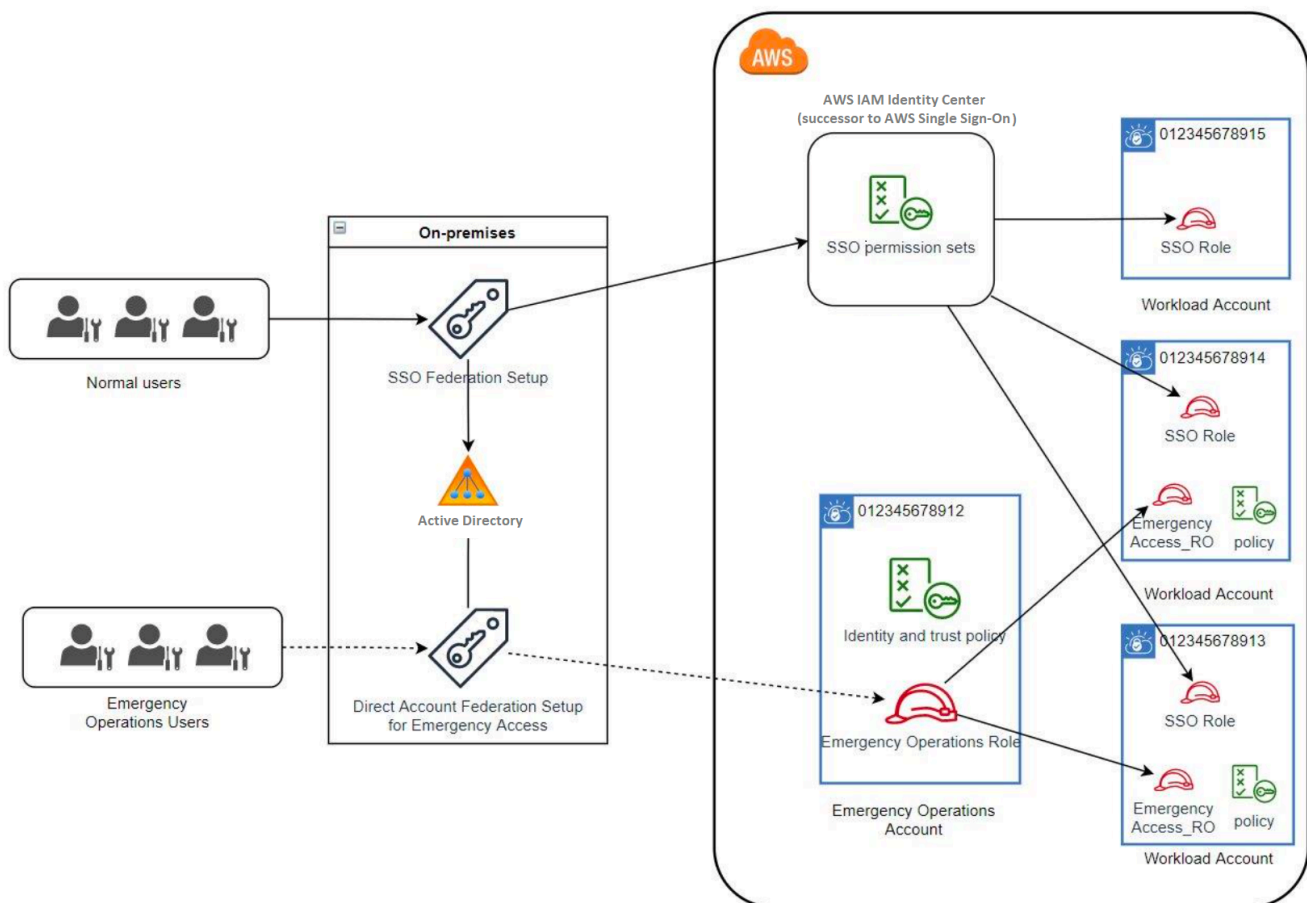 AWS
AWS IAM Identity Center
(successor to AWS Single Sign-On)
SSO permission sets
012345678915
SSO Role
Workload Account
On-premises
SSO Federation Setup
Normal users
Active Directory
012345678914
SSO Role
Emergency
Access_RO
policy
Workload Account
012345678912
Identity and trust policy
Emergency Operations Role
Emergency Operations
Account
Emergency
Operations Users
Direct Account Federation Setup
for Emergency Access
012345678913
SSO Role
Emergency
Access_RO
policy
Workload Account